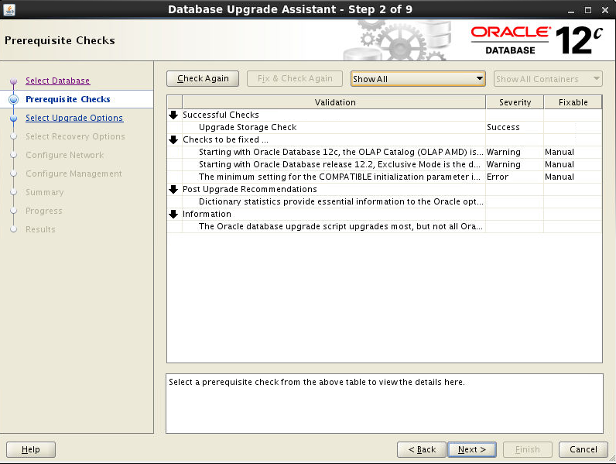 Database Upgrade Assistant - Step 2 of 9
Prerequisite Checks
ORACLE
DATABASE
12c
Select Database
Prerequisite Checks
Select Upgrade Options
Select Recovery Options
Configure Network
Configure Management
Summary
Progress
Results
Check Again
Fix & Check Again
Show All
Show All Containers
Validation Severity Fixable
Successful Checks
Upgrade Storage Check Success
Checks to be fixed ...
Starting with Oracle Database 12c, the OLAP Catalog (OLAP AMD) is... Warning Manual
Starting with Oracle Database release 12.2, Exclusive Mode is the d... Warning Manual
The minimum setting for the COMPATIBLE initialization parameter i... Error Manual
Post Upgrade Recommendations
Dictionary statistics provide essential information to the Oracle opt...
Information
The Oracle database upgrade script upgrades most, but not all Ora...
Select a prerequisite check from the above table to view the details here.
Help
< Back
Next >
Finish
Cancel